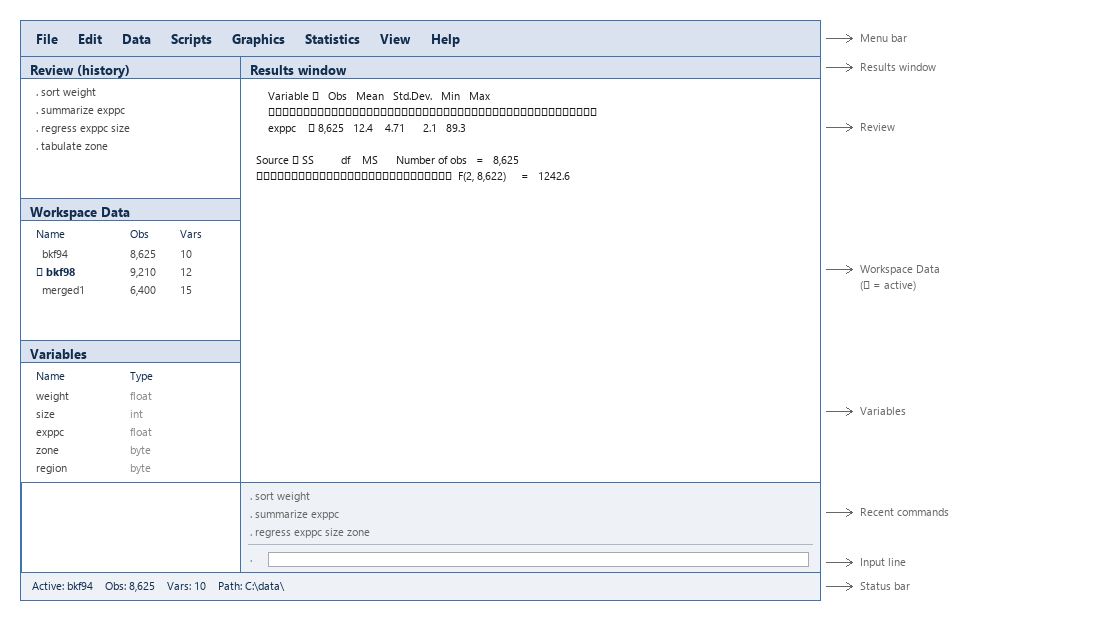 File Edit Data Scripts Graphics Statistics View Help
Menu bar
Review (history)
. sort weight
. summarize exppc
. regress exppc size
. tabulate zone
Results window
Variable □ Obs Mean Std.Dev. Min Max
□□□□□□□□□□□□□□□□□□□□□□□□□□□□□□□□□□□□□□□□□□□□□□□
exppc □ 8,625 12.4 4.71 2.1 89.3
Source □ SS df MS Number of obs = 8,625
□□□□□□□□□□□□□□□□□□□□□□□□□□□□ F(2, 8,622) = 1242.6
Workspace Data
Name Obs Vars
bkf94 8,625 10
□ bkf98 9,210 12
merged1 6,400 15
Variables
Name Type
weight float
size int
exppc float
zone byte
region byte
. sort weight
. summarize exppc
. regress exppc size zone
.
Active: bkf94 Obs: 8,625 Vars: 10 Path: C:\data\
Results window
Review
Workspace Data
(□ = active)
Variables
Recent commands
Input line
Status bar